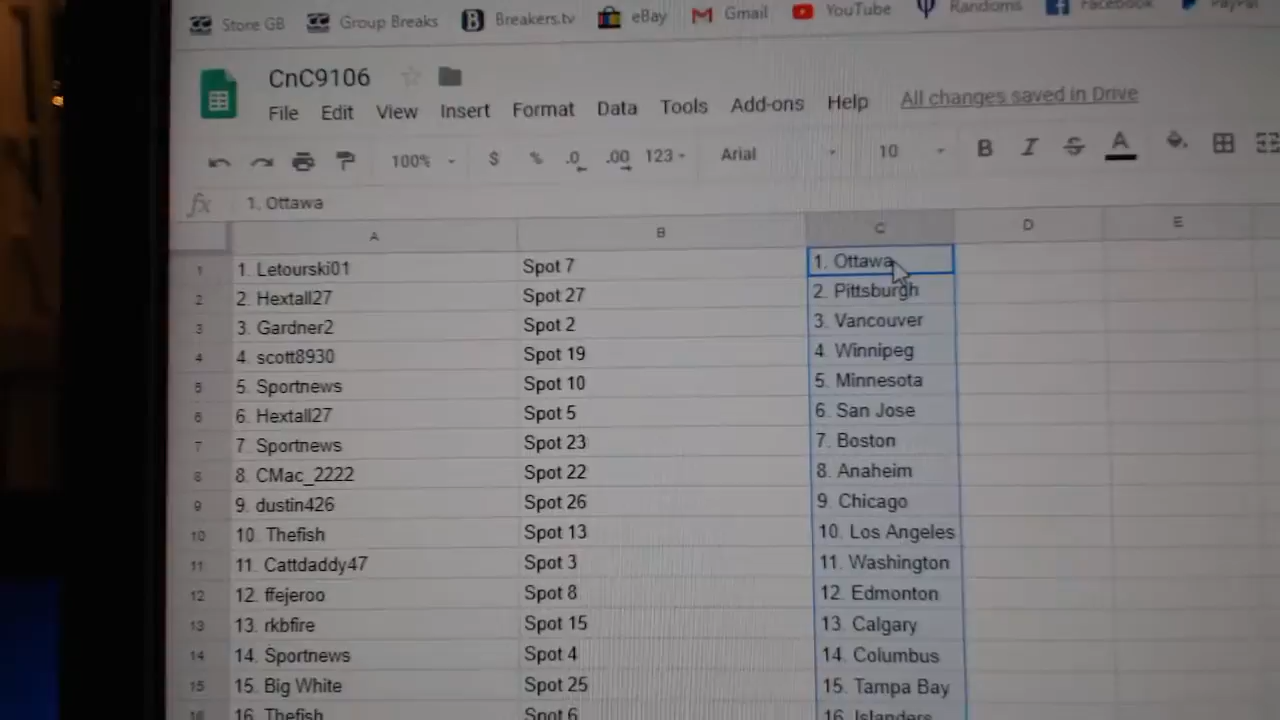 Store GB Group Breaks Breakers.tv eBay Gmail YouTube Randoms Facebook PayPal
CnC9106
File Edit View Insert Format Data Tools Add-ons Help All changes saved in Drive
100% $ % .0 .00 123 Arial 10 B I S A
fx 1. Ottawa
A B C D E
1 1. Letourski01 Spot 7 1. Ottawa
2 2. Hextall27 Spot 27 2. Pittsburgh
3 3. Gardner2 Spot 2 3. Vancouver
4 4. scott8930 Spot 19 4. Winnipeg
5 5. Sportnews Spot 10 5. Minnesota
6 6. Hextall27 Spot 5 6. San Jose
7 7. Sportnews Spot 23 7. Boston
8 8. CMac_2222 Spot 22 8. Anaheim
9 9. dustin426 Spot 26 9. Chicago
10 10. Thefish Spot 13 10. Los Angeles
11 11. Cattdaddy47 Spot 3 11. Washington
12 12. ffejeroo Spot 8 12. Edmonton
13 13. rkbfire Spot 15 13. Calgary
14 14. Sportnews Spot 4 14. Columbus
15 15. Big White Spot 25 15. Tampa Bay
16 16. Thefish Spot 6 16. Islanders